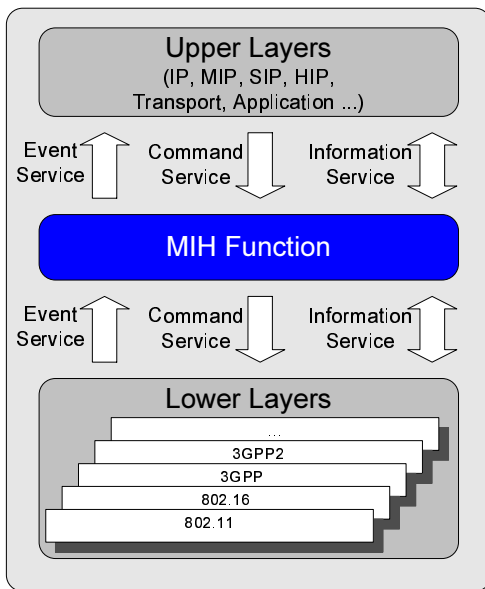 Upper Layers
(IP, MIP, SIP, HIP,
Transport, Application ...)
Event
Service
Command
Service
Information
Service
MIH Function
Event
Service
Command
Service
Information
Service
Lower Layers
...
3GPP2
3GPP
802.16
802.11